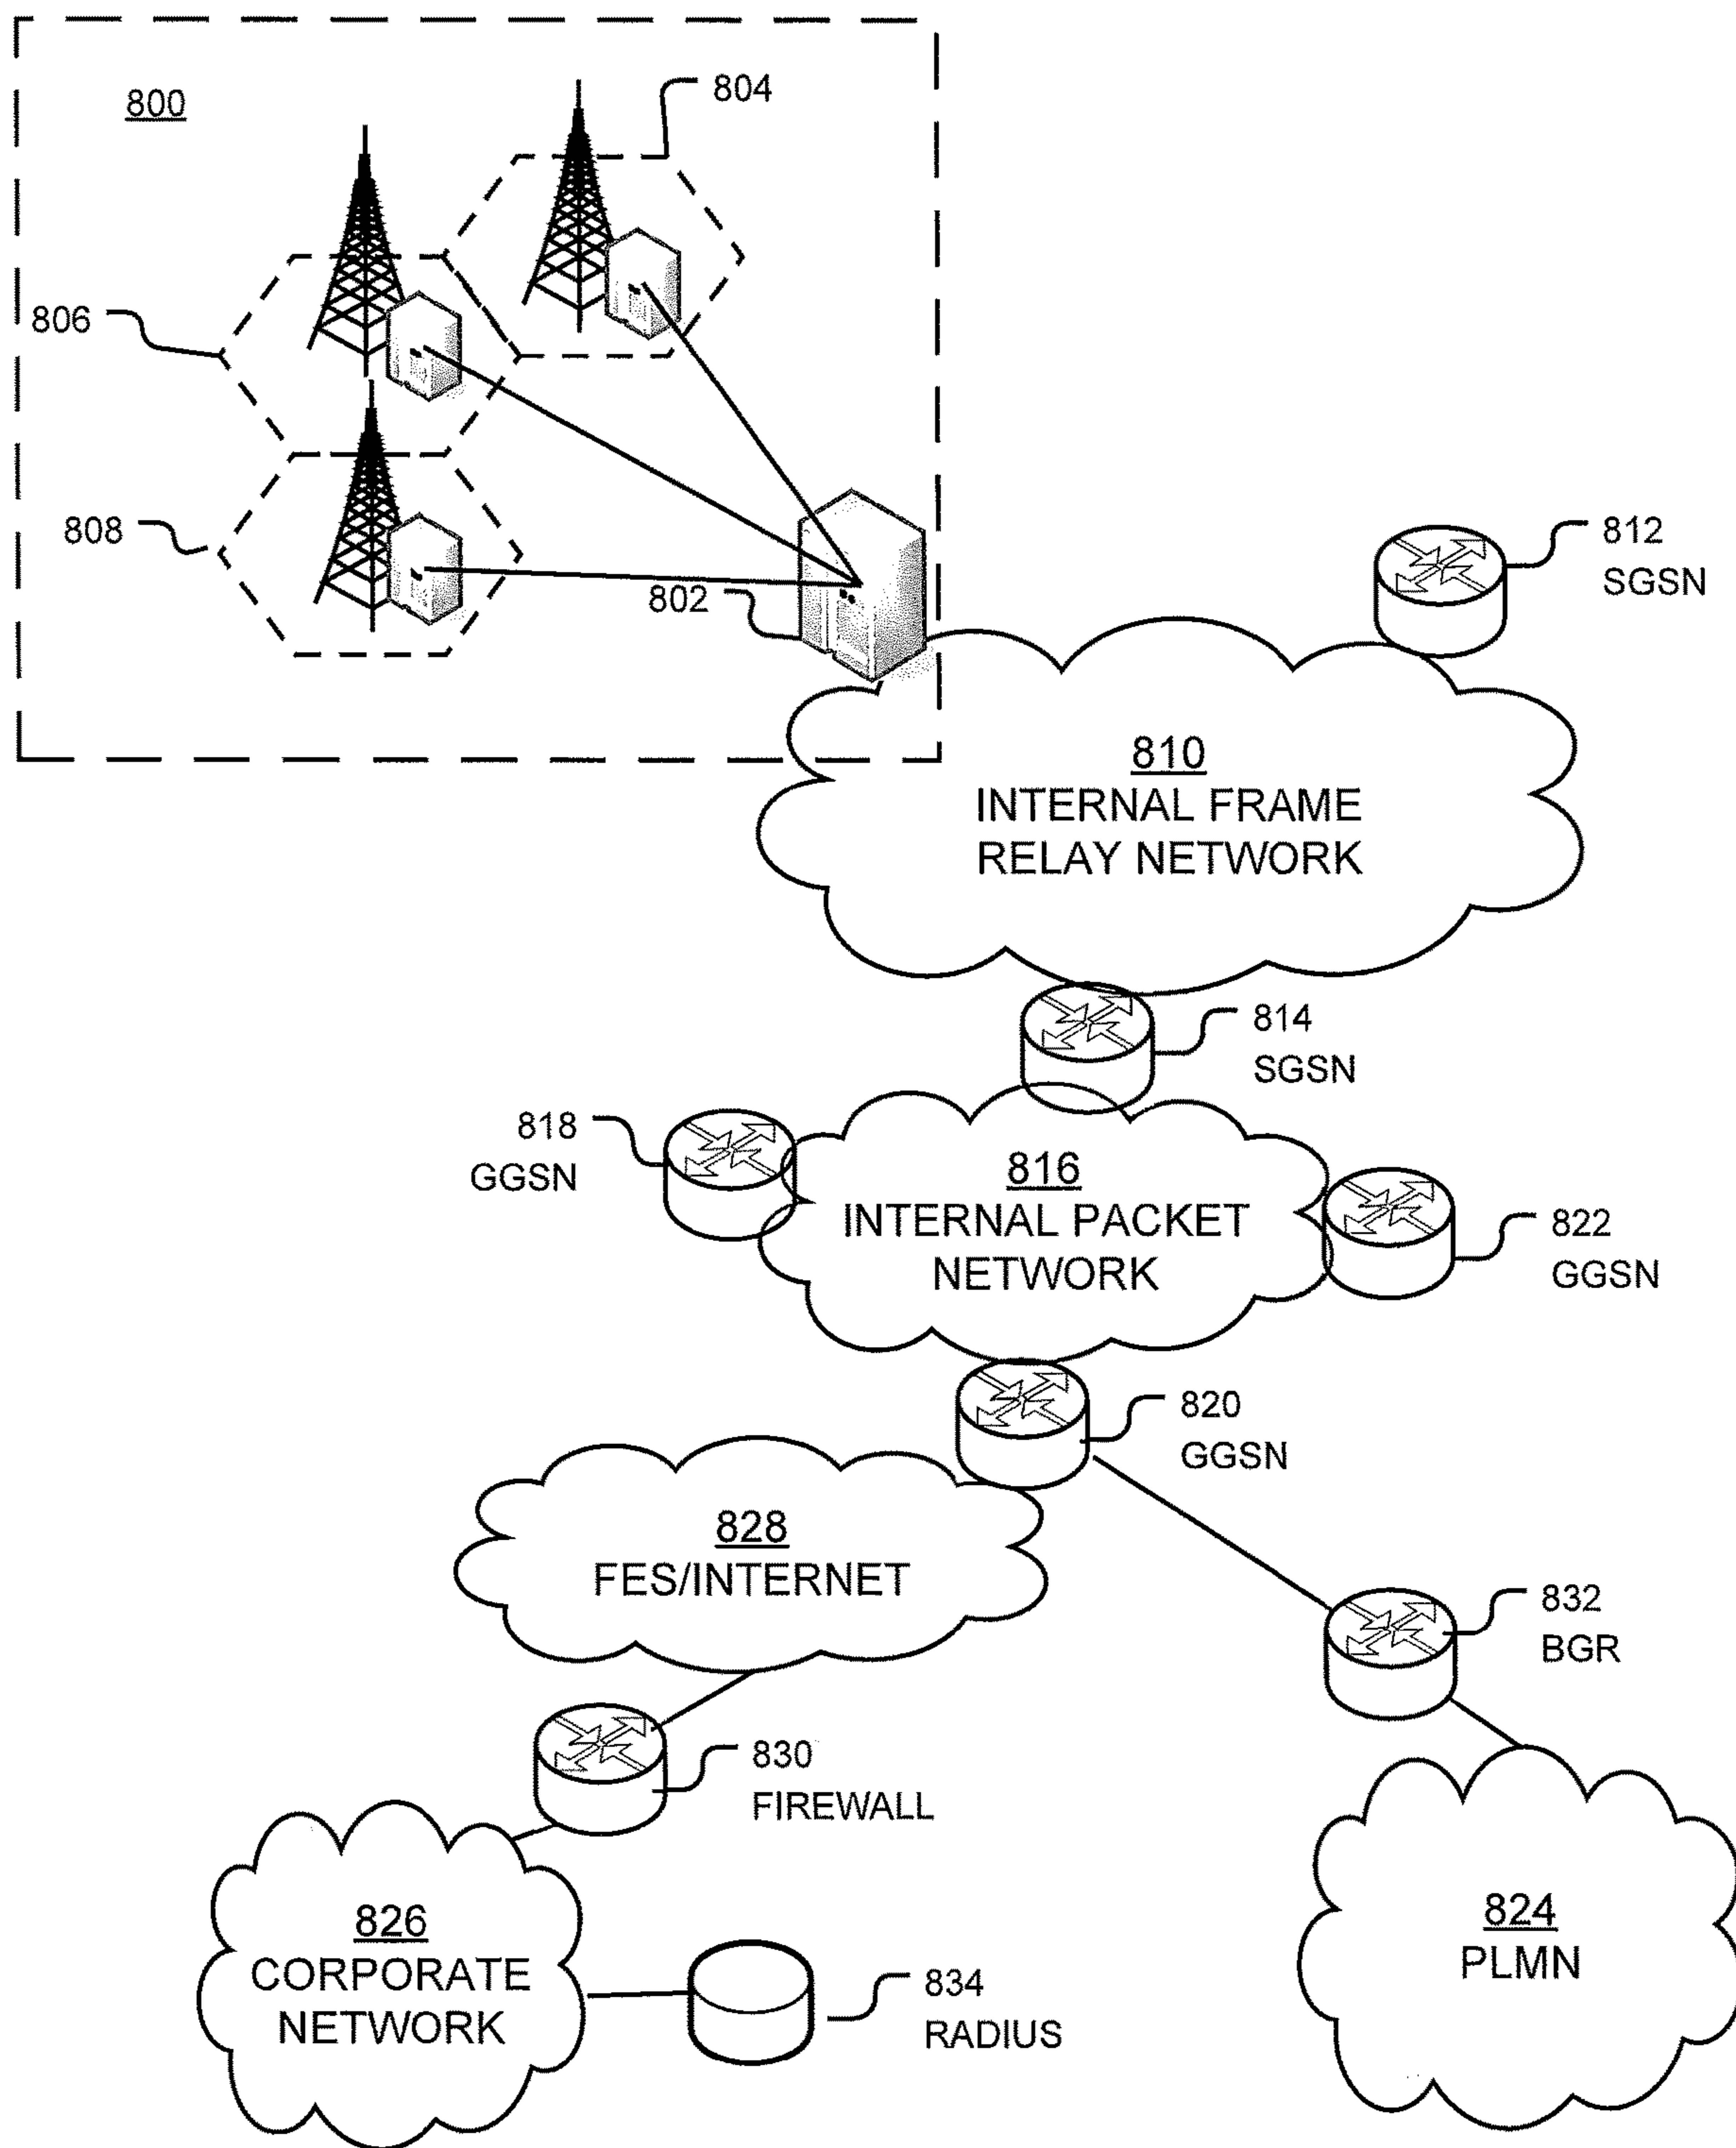 800
804
806
808
802
812
SGSN
810
INTERNAL FRAME
RELAY NETWORK
814
SGSN
818
GGSN
816
INTERNAL PACKET
NETWORK
822
GGSN
820
GGSN
828
FES/INTERNET
832
BGR
830
FIREWALL
826
CORPORATE
NETWORK
834
RADIUS
824
PLMN